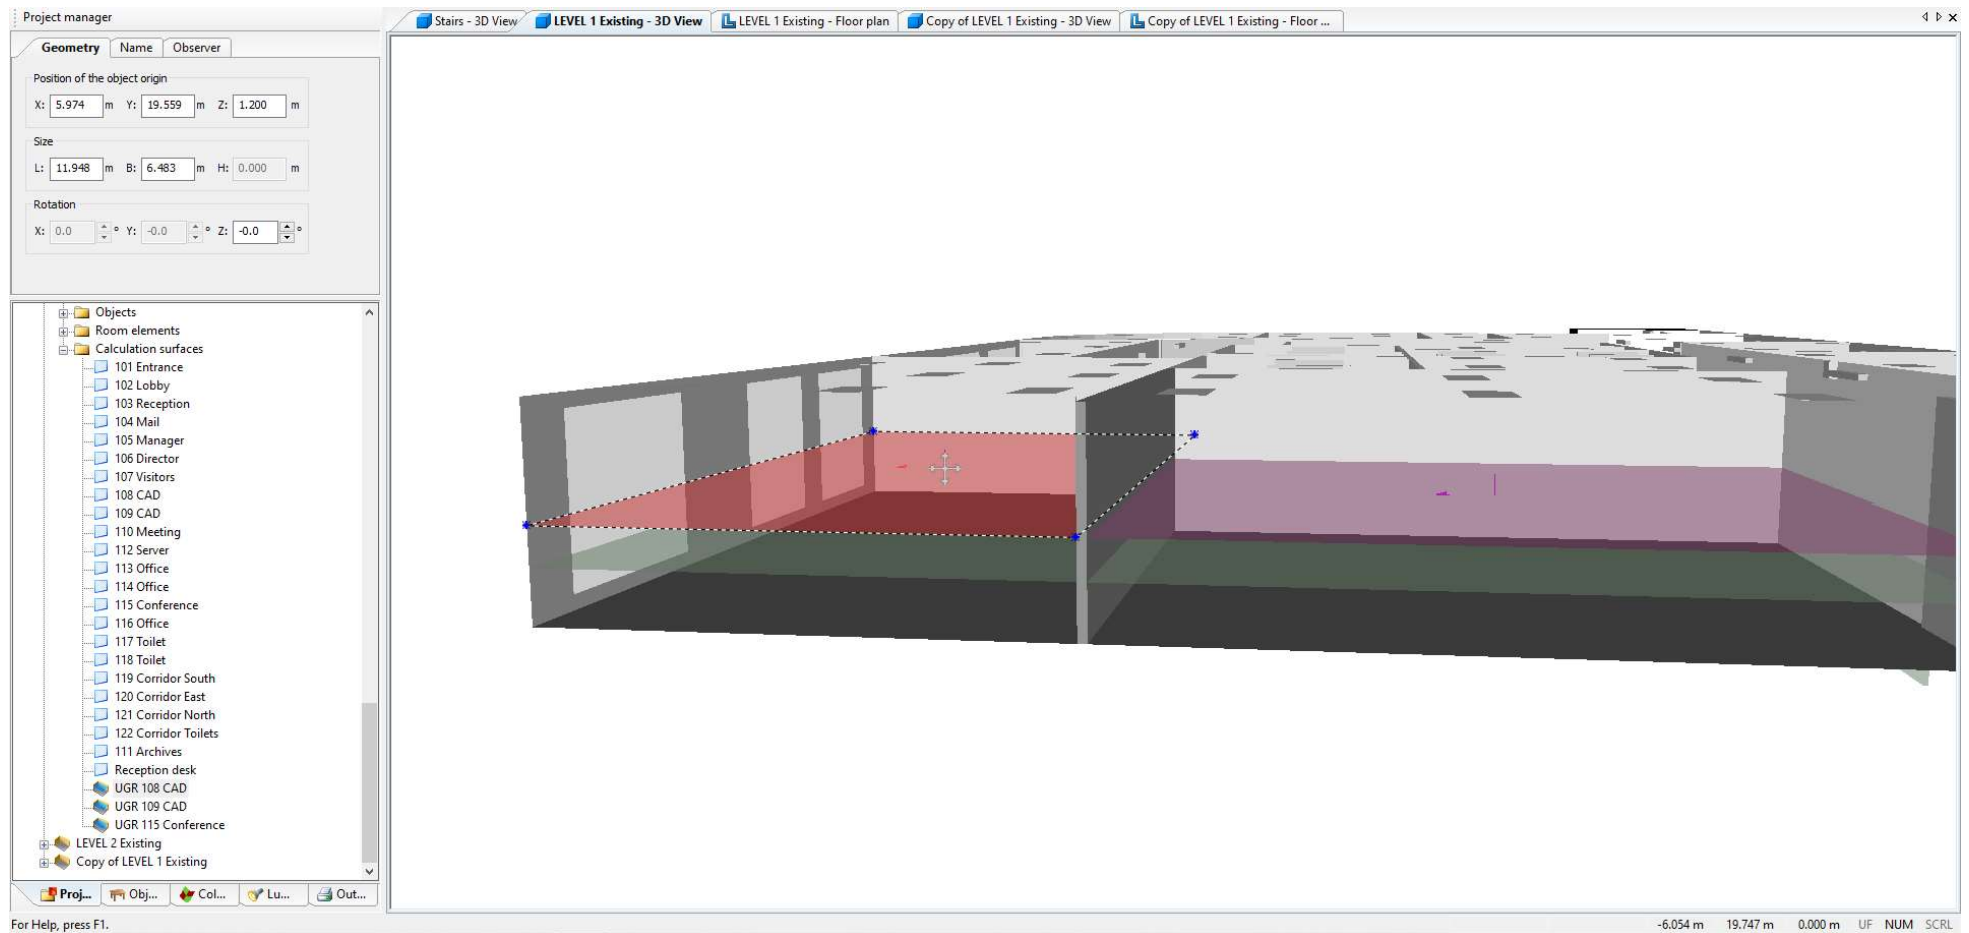 Project manager
Stairs - 3D View LEVEL 1 Existing - 3D View LEVEL 1 Existing - Floor plan Copy of LEVEL 1 Existing - 3D View Copy of LEVEL 1 Existing - Floor ...
Geometry Name Observer
Position of the object origin
X: 5.974 m Y: 19.559 m Z: 1.200 m
Size
L: 11.948 m B: 6.483 m H: 0.000 m
Rotation
X: 0.0 ° Y: -0.0 ° Z: -0.0 °
Objects
Room elements
Calculation surfaces
101 Entrance
102 Lobby
103 Reception
104 Mail
105 Manager
106 Director
107 Visitors
108 CAD
109 CAD
110 Meeting
112 Server
113 Office
114 Office
115 Conference
116 Office
117 Toilet
118 Toilet
119 Corridor South
120 Corridor East
121 Corridor North
122 Corridor Toilets
111 Archives
Reception desk
UGR 108 CAD
UGR 109 CAD
UGR 115 Conference
LEVEL 2 Existing
Copy of LEVEL 1 Existing
Proj... Obj... Col... Lu... Out...
For Help, press F1.
-6.054 m 19.747 m 0.000 m UF NUM SCRL